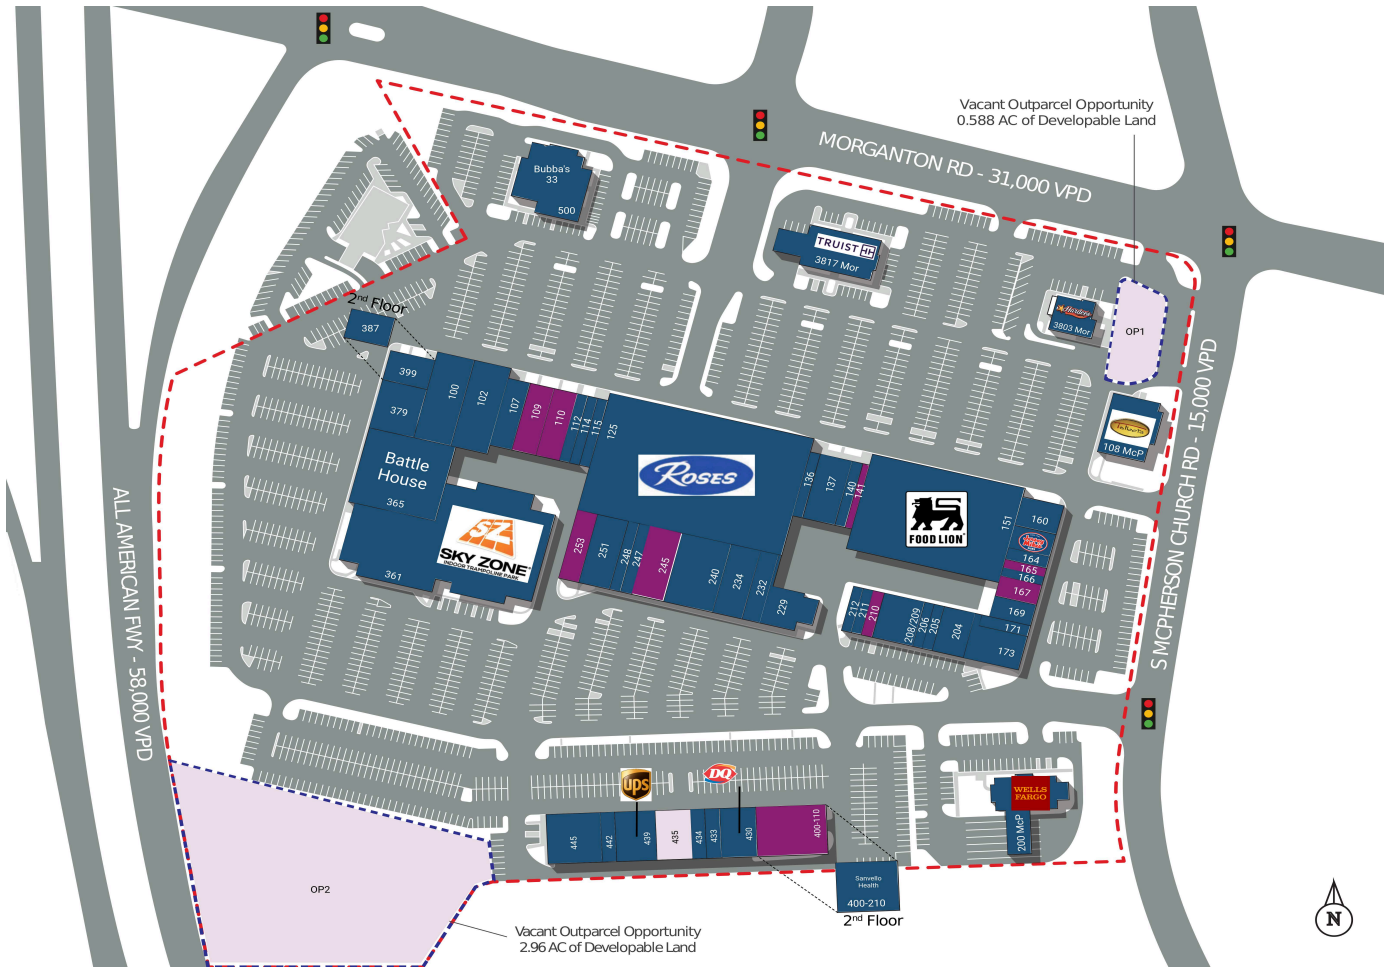 Vacant Outparcel Opportunity
0.588 AC of Developable Land
MORGANTON RD - 31,000 VPD
Bubba's
33
500
TRUIST
3817 Mor
Hardee's
3803 Mor
OP1
2nd Floor
387
399
379
100
102
107
109
110
112
114
115
125
ROSES
136
137
140
141
FOOD LION
151
160
164
165
166
167
169
171
173
108 McP
S MCPHERSON CHURCH RD - 15,000 VPD
Battle
House
365
361
SZ
SKY ZONE
INDOOR TRAMPOLINE PARK
253
251
248
247
245
240
234
232
229
212
211
210
208/209
206
205
204
ALL AMERICAN FWY - 58,000 VPD
ups
DQ
445
442
439
435
434
433
430
400-110
WELLS
FARGO
200 McP
Sanvello
Health
400-210
2nd Floor
OP2
Vacant Outparcel Opportunity
2.96 AC of Developable Land
N